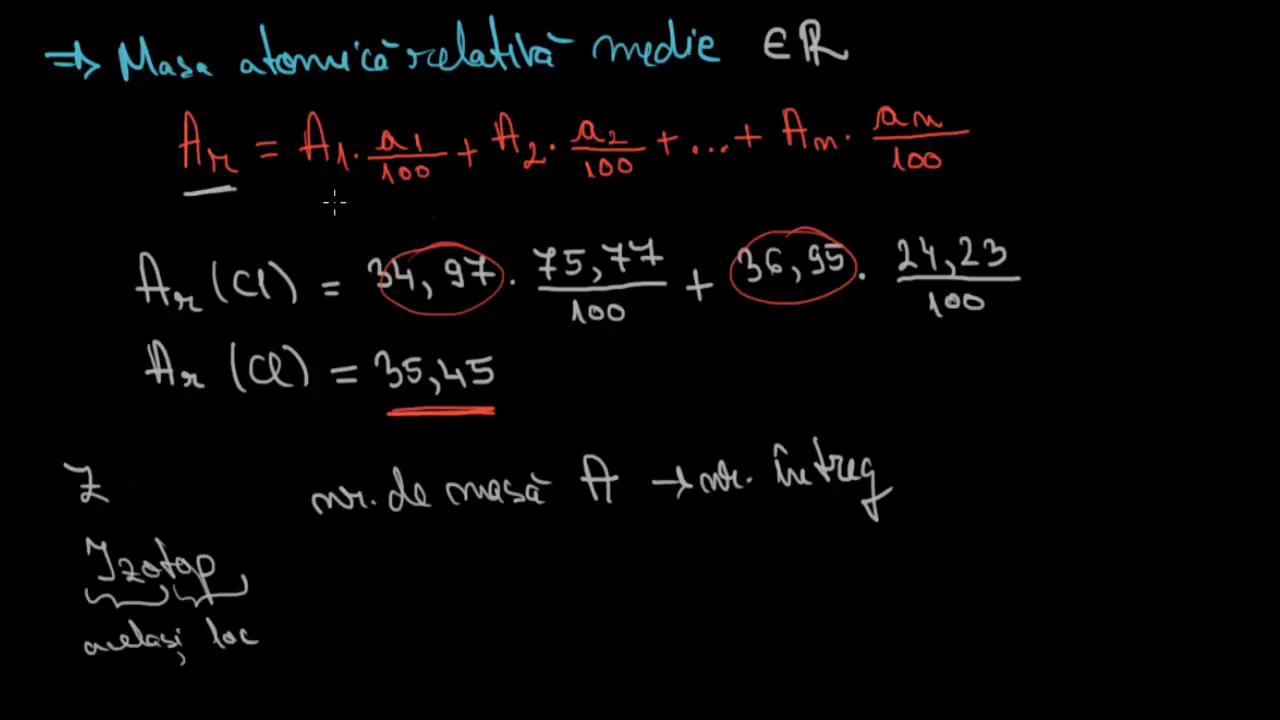 ⇒ Masa atomică relativă medie ∈ ℝ
Ar = A1 · a1/100 + A2 · a2/100 + ... + An · an/100
Ar (Cl) = 34,97 · 75,77/100 + 36,95 · 24,23/100
Ar (Cl) = 35,45
Z nr. de masă A → nr. întreg
Izotop
același loc